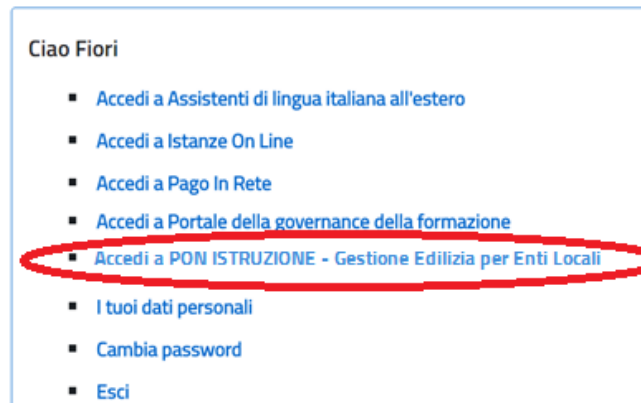 Ciao Fiori
Accedi a Assistenti di lingua italiana all'estero
Accedi a Istanze On Line
Accedi a Pago In Rete
Accedi a Portale della governance della formazione
Accedi a PON ISTRUZIONE - Gestione Edilizia per Enti Locali
I tuoi dati personali
Cambia password
Esci